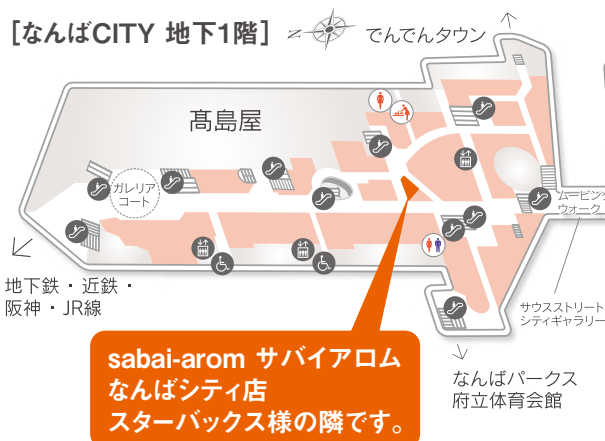 [なんばCITY 地下1階]
Z
でんでんタウン
髙島屋
ガレリア
コート
ムービング
ウォーク
地下鉄・近鉄・
阪神・JR線
サウスストリート
シティギャラリー
sabai-arom サバイアロム
なんばシティ店
スターバックス様の隣です。
なんばパークス
府立体育会館